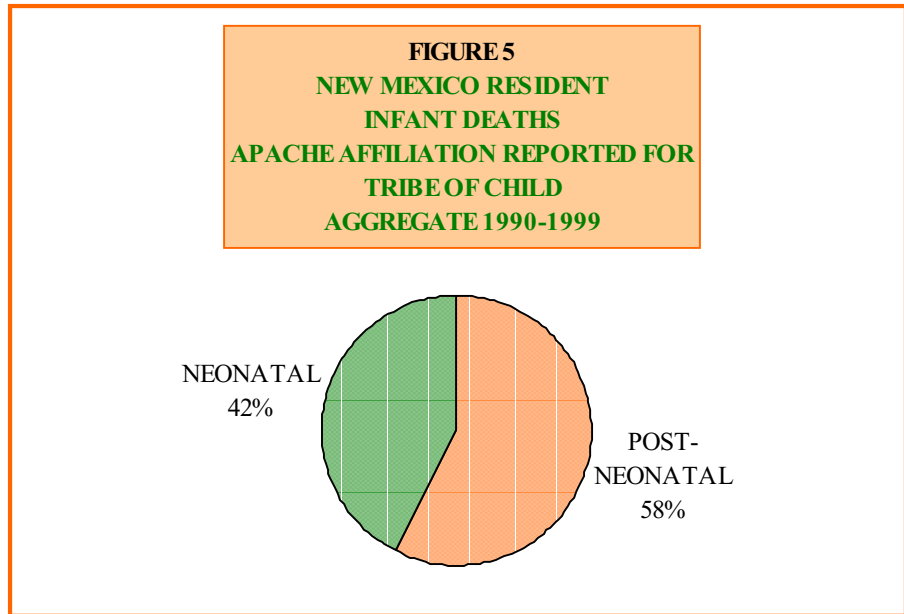 FIGURE 5
NEW MEXICO RESIDENT
INFANT DEATHS
APACHE AFFILIATION REPORTED FOR
TRIBE OF CHILD
AGGREGATE 1990-1999
NEONATAL
42%
POST-
NEONATAL
58%